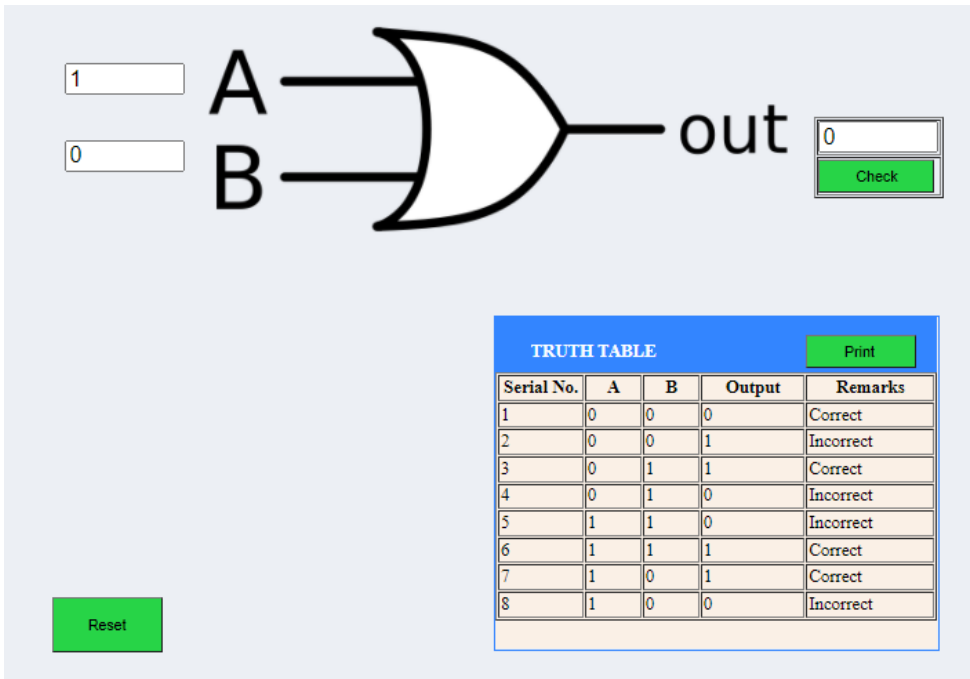 1
A
0
B
out
0
Check
TRUTH TABLE Print
Serial No. A B Output Remarks
1 0 0 0 Correct
2 0 0 1 Incorrect
3 0 1 1 Correct
4 0 1 0 Incorrect
5 1 1 0 Incorrect
6 1 1 1 Correct
7 1 0 1 Correct
8 1 0 0 Incorrect
Reset